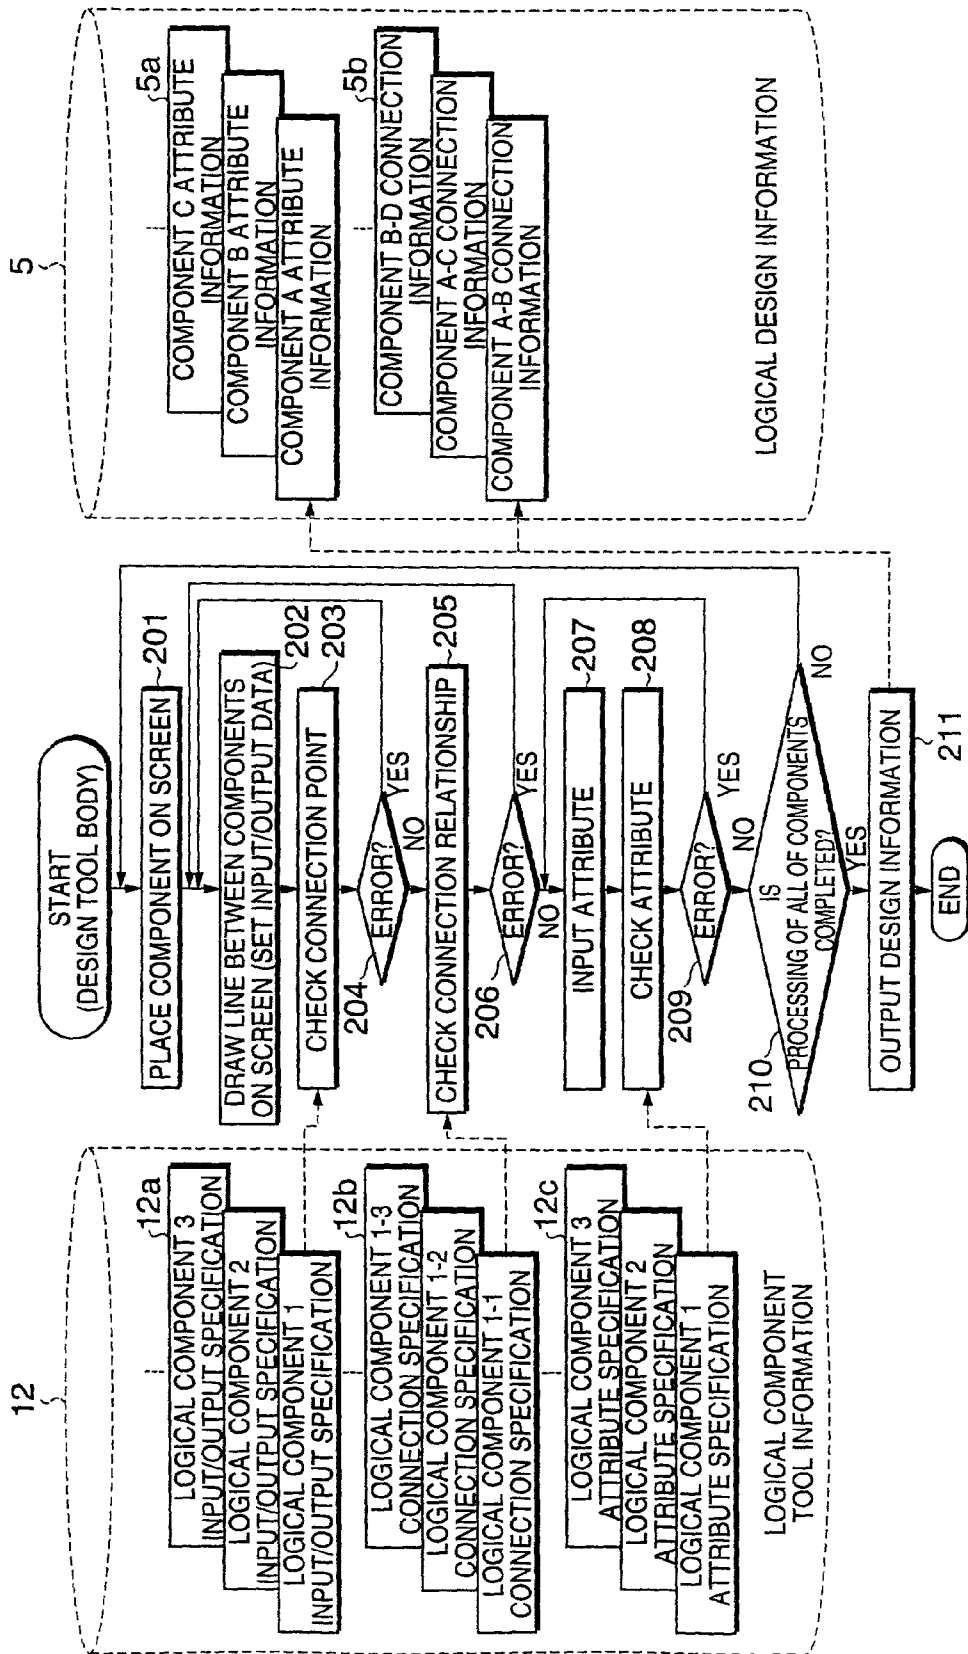 12
12a
LOGICAL COMPONENT 3
INPUT/OUTPUT SPECIFICATION
LOGICAL COMPONENT 2
INPUT/OUTPUT SPECIFICATION
LOGICAL COMPONENT 1
INPUT/OUTPUT SPECIFICATION
12b
LOGICAL COMPONENT 1-3
CONNECTION SPECIFICATION
LOGICAL COMPONENT 1-2
CONNECTION SPECIFICATION
LOGICAL COMPONENT 1-1
CONNECTION SPECIFICATION
12c
LOGICAL COMPONENT 3
ATTRIBUTE SPECIFICATION
LOGICAL COMPONENT 2
ATTRIBUTE SPECIFICATION
LOGICAL COMPONENT 1
ATTRIBUTE SPECIFICATION
LOGICAL COMPONENT
TOOL INFORMATION
START
(DESIGN TOOL BODY)
PLACE COMPONENT ON SCREEN
201
DRAW LINE BETWEEN COMPONENTS
ON SCREEN (SET INPUT/OUTPUT DATA)
202
CHECK CONNECTION POINT
203
204
ERROR?
YES
NO
CHECK CONNECTION RELATIONSHIP
205
206
ERROR?
YES
NO
INPUT ATTRIBUTE
207
CHECK ATTRIBUTE
208
209
ERROR?
YES
NO
210
IS
PROCESSING OF ALL OF COMPONENTS
COMPLETED?
NO
YES
OUTPUT DESIGN INFORMATION
211
END
5
5a
COMPONENT C ATTRIBUTE
INFORMATION
COMPONENT B ATTRIBUTE
INFORMATION
COMPONENT A ATTRIBUTE
INFORMATION
5b
COMPONENT B-D CONNECTION
INFORMATION
COMPONENT A-C CONNECTION
INFORMATION
COMPONENT A-B CONNECTION
INFORMATION
LOGICAL DESIGN INFORMATION